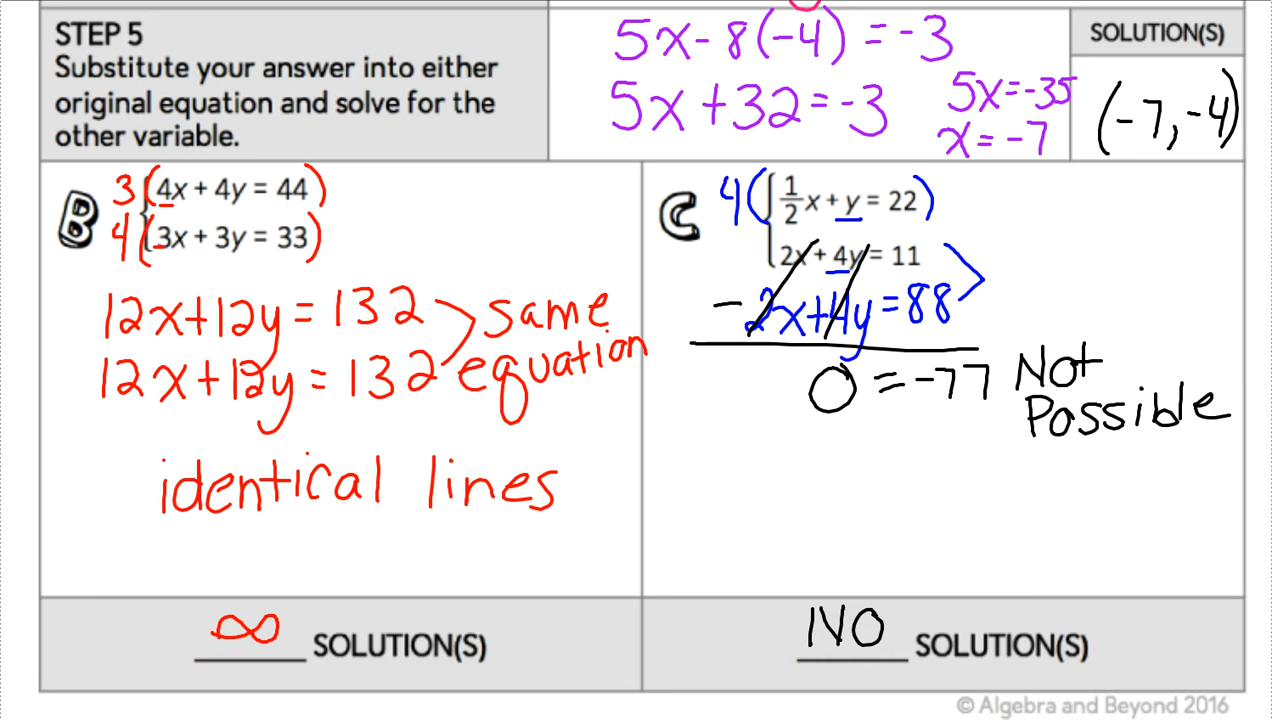 STEP 5
Substitute your answer into either
original equation and solve for the
other variable.
5x - 8(-4) = -3
5x + 32 = -3
5x = -35
x = -7
SOLUTION(S)
(-7, -4)
B
3(4x + 4y = 44)
4(3x + 3y = 33)
12x + 12y = 132
12x + 12y = 132
same
equation
identical lines
∞ SOLUTION(S)
C
4(1/2x + y = 22)
2x + 4y = 11
- 2x + 4y = 88
0 = -77
Not
Possible
NO SOLUTION(S)
© Algebra and Beyond 2016